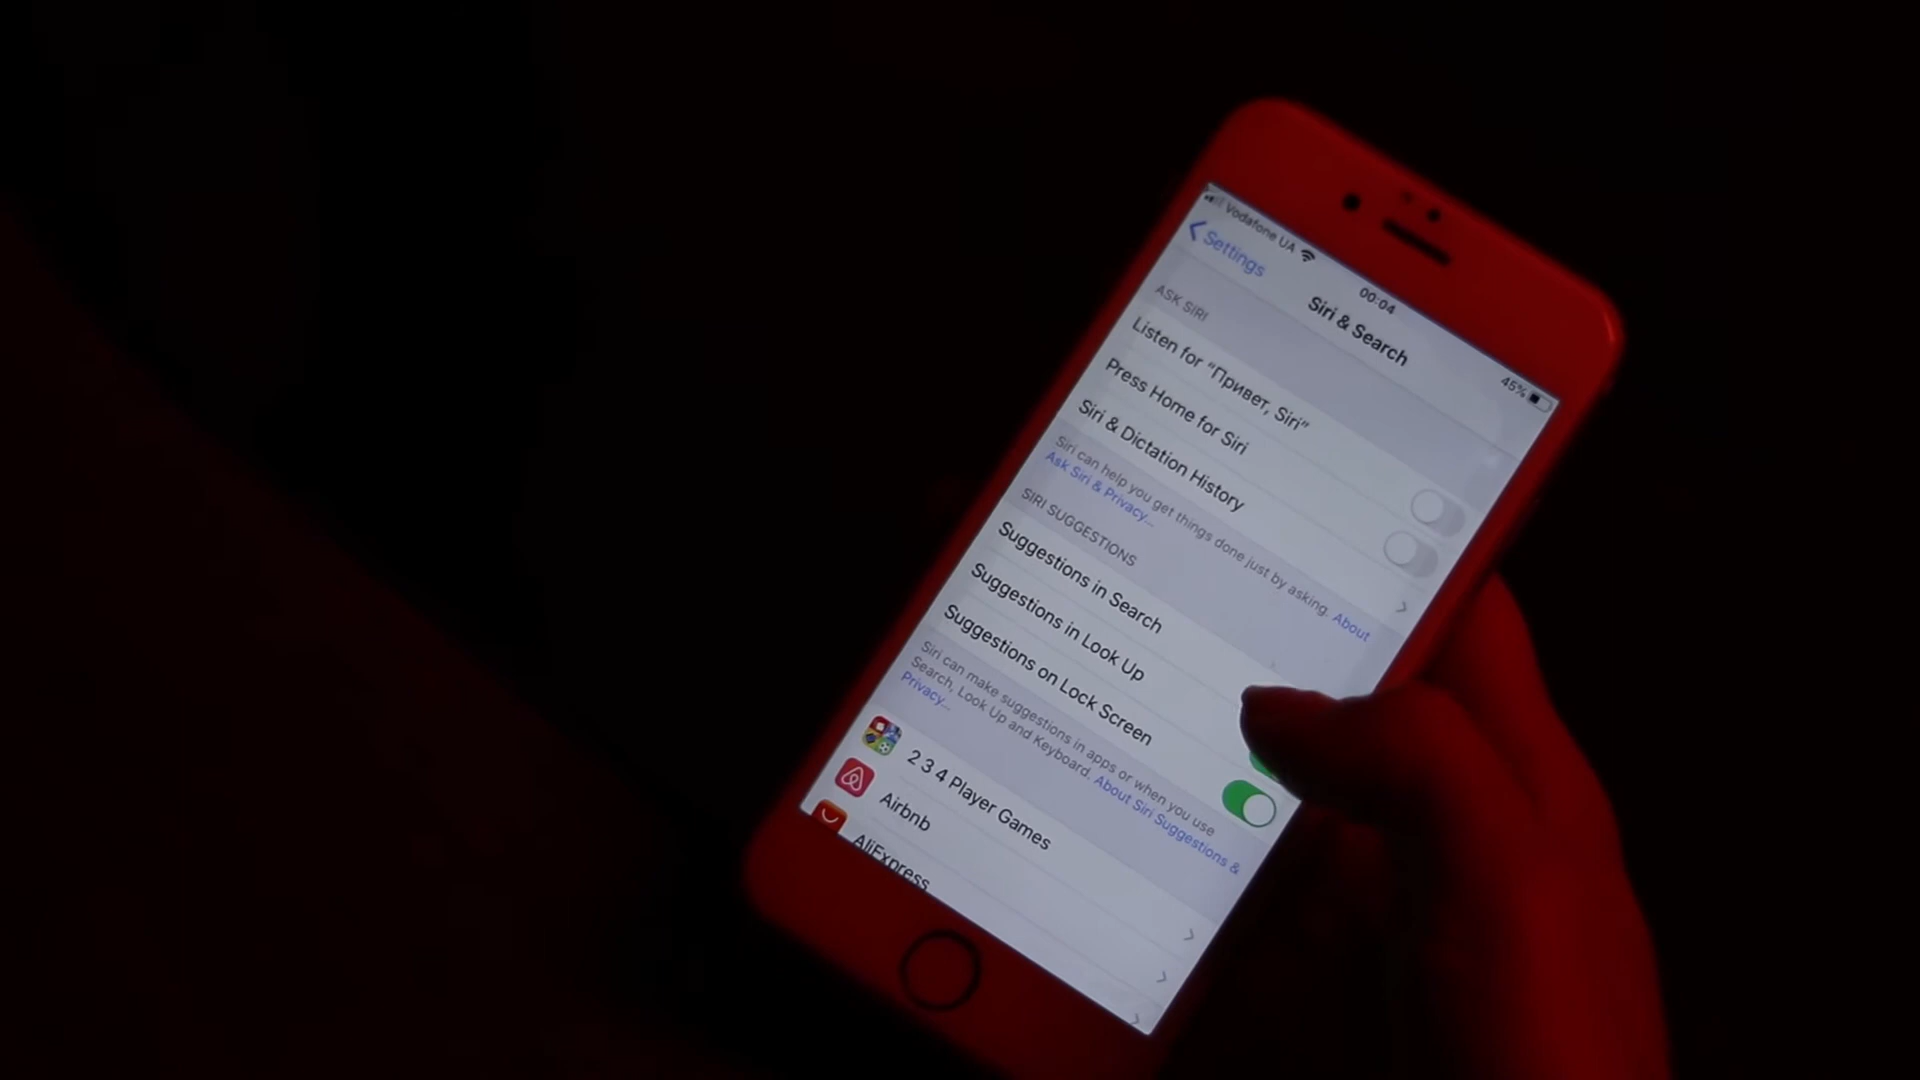 Vodafone UA
00:04
45%
Settings
Siri & Search
ASK SIRI
Listen for “Привет, Siri”
Press Home for Siri
Siri & Dictation History
Siri can help you get things done just by asking. About
Ask Siri & Privacy...
SIRI SUGGESTIONS
Suggestions in Search
Suggestions in Look Up
Suggestions on Lock Screen
Siri can make suggestions in apps or when you use
Search, Look Up and Keyboard. About Siri Suggestions &
Privacy...
2 3 4 Player Games
Airbnb
AliExpress